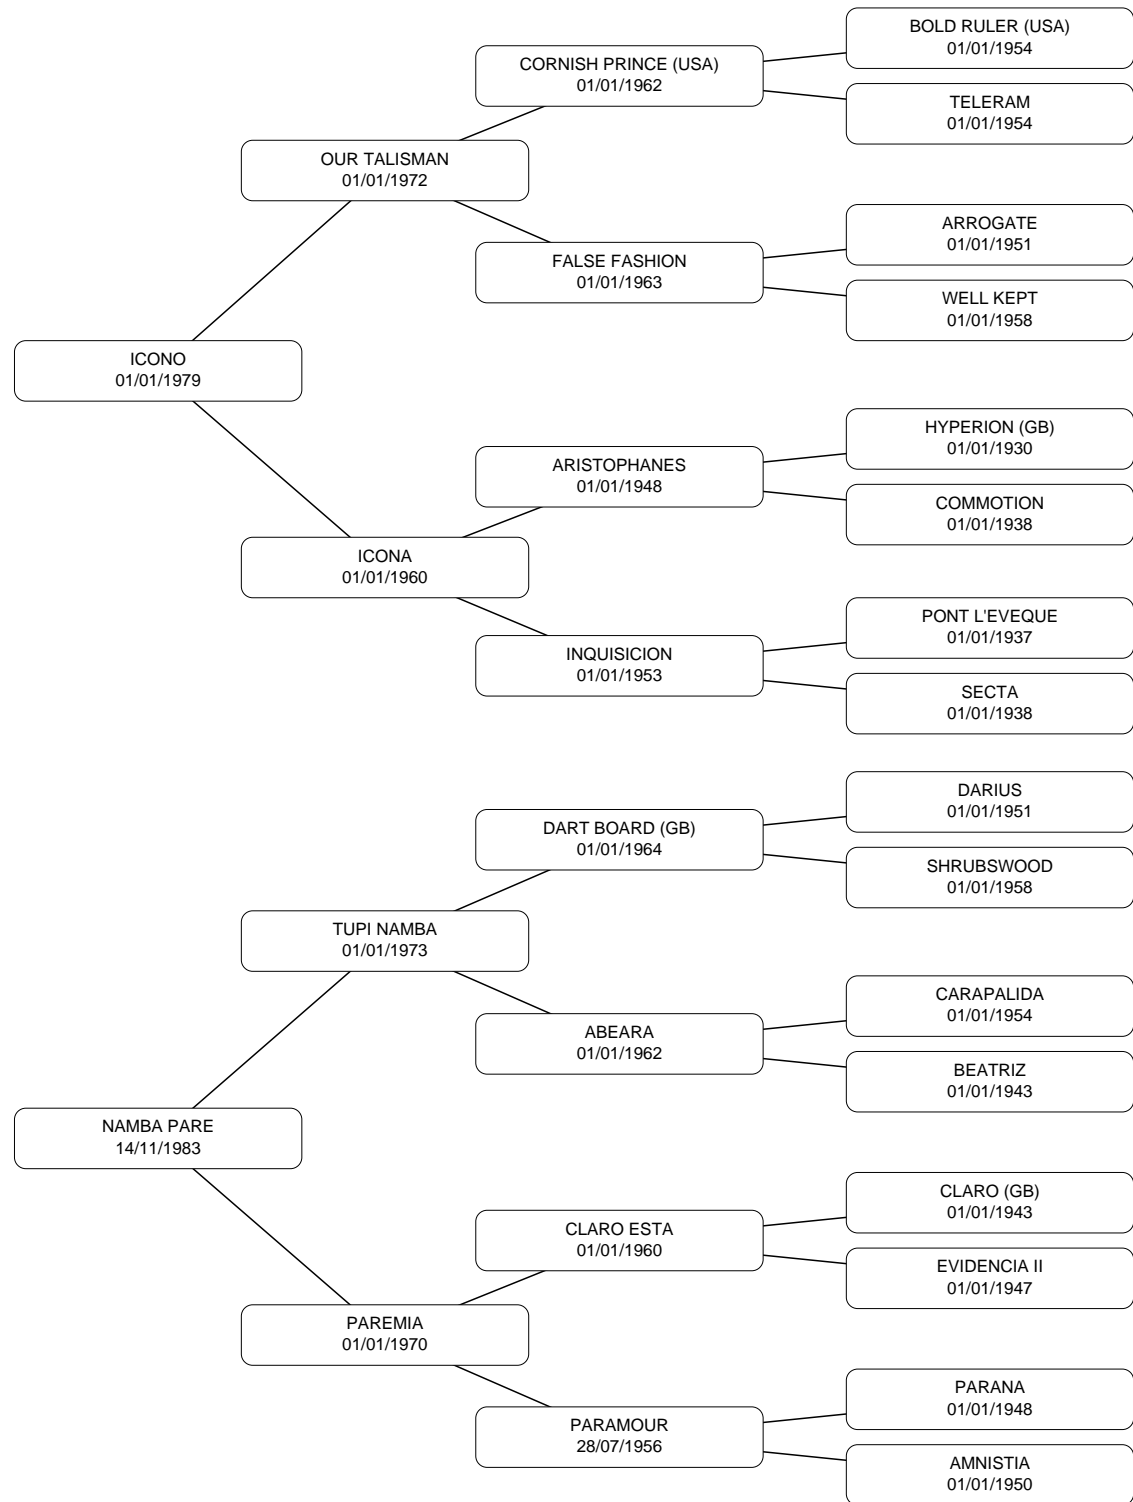 BOLD RULER (USA)
01/01/1954
CORNISH PRINCE (USA)
01/01/1962
TELERAM
01/01/1954
OUR TALISMAN
01/01/1972
ARROGATE
01/01/1951
FALSE FASHION
01/01/1963
WELL KEPT
01/01/1958
ICONO
01/01/1979
HYPERION (GB)
01/01/1930
ARISTOPHANES
01/01/1948
COMMOTION
01/01/1938
ICONA
01/01/1960
PONT L'EVEQUE
01/01/1937
INQUISICION
01/01/1953
SECTA
01/01/1938
DARIUS
01/01/1951
DART BOARD (GB)
01/01/1964
SHRUBSWOOD
01/01/1958
TUPI NAMBA
01/01/1973
CARAPALIDA
01/01/1954
ABEARA
01/01/1962
BEATRIZ
01/01/1943
NAMBA PARE
14/11/1983
CLARO (GB)
01/01/1943
CLARO ESTA
01/01/1960
EVIDENCIA II
01/01/1947
PAREMIA
01/01/1970
PARANA
01/01/1948
PARAMOUR
28/07/1956
AMNISTIA
01/01/1950